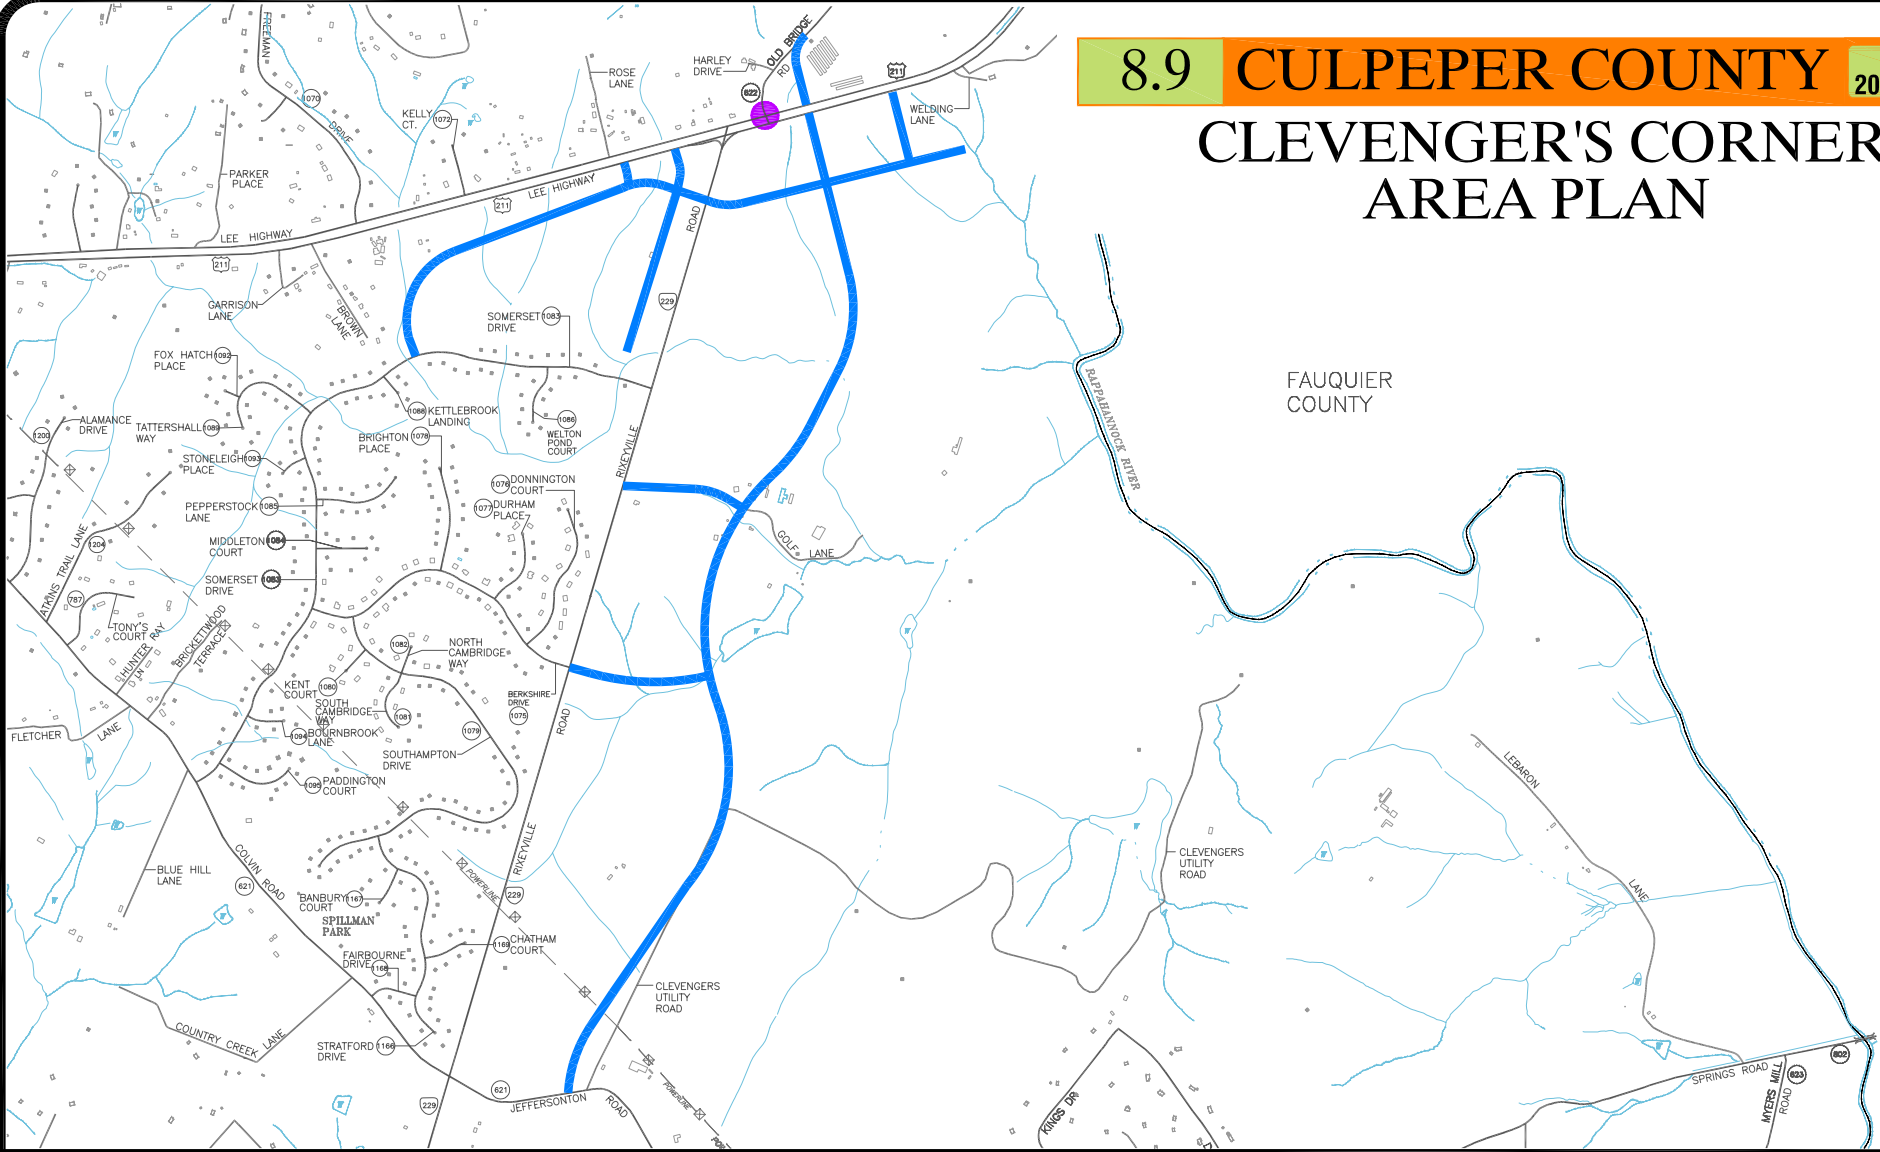 8.9 CULPEPER COUNTY 20
CLEVENGER'S CORNER
AREA PLAN
FREEMAN
DRIVE
1070
KELLY
CT.
1072
ROSE
LANE
HARLEY
DRIVE
OLD BRIDGE
RD
622
211
WELDING
LANE
PARKER
PLACE
LEE HIGHWAY
211
LEE HIGHWAY
211
GARRISON
LANE
BROWN
LANE
ROAD
229
SOMERSET
DRIVE
1083
FOX HATCH
PLACE
1092
FAUQUIER
COUNTY
RAPPAHANNOCK RIVER
ALAMANCE
DRIVE
1200
TATTERSHALL
WAY
1089
1088
KETTLEBROOK
LANDING
BRIGHTON
PLACE
1078
1086
WELTON
POND
COURT
RIXEYVILLE
STONELEIGH
PLACE
1093
1076
DONNINGTON
COURT
1077
DURHAM
PLACE
PEPPERSTOCK
LANE
1085
MIDDLETON
COURT
1084
GOLF
LANE
ATKINS TRAIL LANE
1204
SOMERSET
DRIVE
1083
787
TONY'S
COURT
HUNTER RAY
LN
BRICKETTWOOD
TERRACE
1082
NORTH
CAMBRIDGE
WAY
KENT
COURT
1080
SOUTH
CAMBRIDGE
WAY
1081
BERKSHIRE
DRIVE
1075
ROAD
FLETCHER
LANE
1094
BOURNBROOK
LANE
1079
SOUTHAMPTON
DRIVE
1095
PADDINGTON
COURT
LEBARON
LANE
BLUE HILL
LANE
COLVIN ROAD
621
RIXEYVILLE
POWERLINE
229
CLEVENGERS
UTILITY
ROAD
BANBURY
COURT
1167
SPILLMAN
PARK
1169
CHATHAM
COURT
FAIRBOURNE
DRIVE
1168
CLEVENGERS
UTILITY
ROAD
COUNTRY CREEK LANE
STRATFORD
DRIVE
1166
621
JEFFERSONTON
ROAD
229
POWERLINE
KINGS DR
SPRINGS ROAD
802
MYERS MILL
ROAD
623